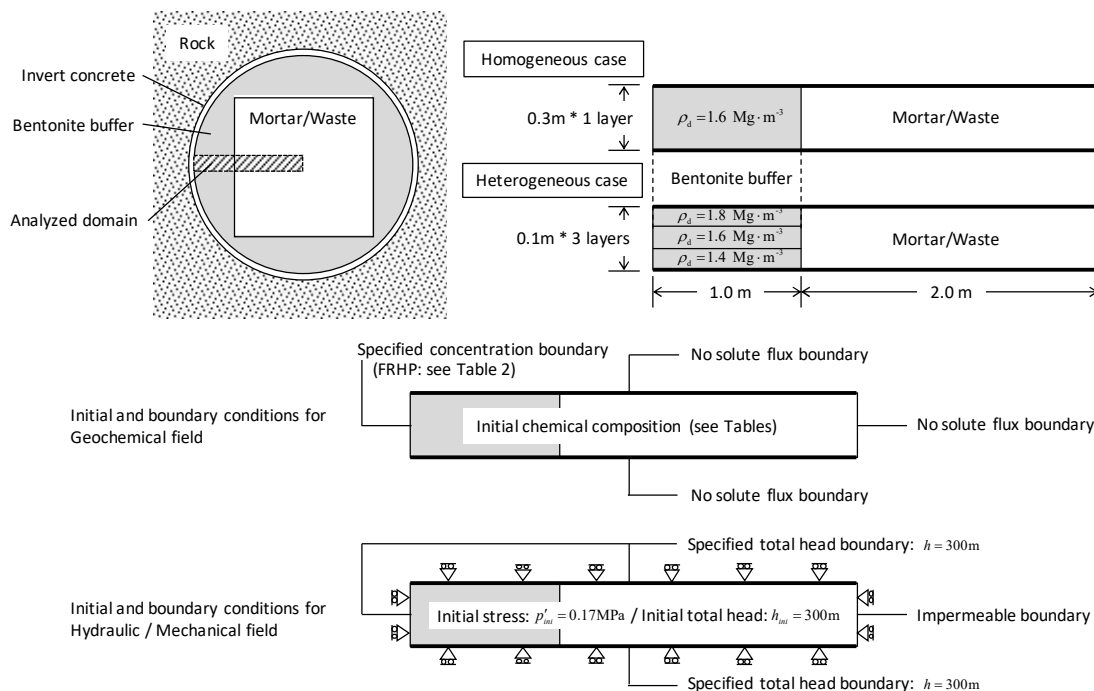 Rock
Invert concrete
Bentonite buffer
Mortar/Waste
Analyzed domain
Homogeneous case
0.3m * 1 layer
ρd = 1.6 Mg·m⁻³
Mortar/Waste
Heterogeneous case
Bentonite buffer
0.1m * 3 layers
ρd = 1.8 Mg·m⁻³
ρd = 1.6 Mg·m⁻³
ρd = 1.4 Mg·m⁻³
Mortar/Waste
1.0 m
2.0 m
Specified concentration boundary
(FRHP: see Table 2)
No solute flux boundary
Initial and boundary conditions for
Geochemical field
Initial chemical composition (see Tables)
No solute flux boundary
No solute flux boundary
Specified total head boundary: h = 300m
Initial and boundary conditions for
Hydraulic / Mechanical field
Initial stress: p′ini = 0.17MPa / Initial total head: hini = 300m
Impermeable boundary
Specified total head boundary: h = 300m